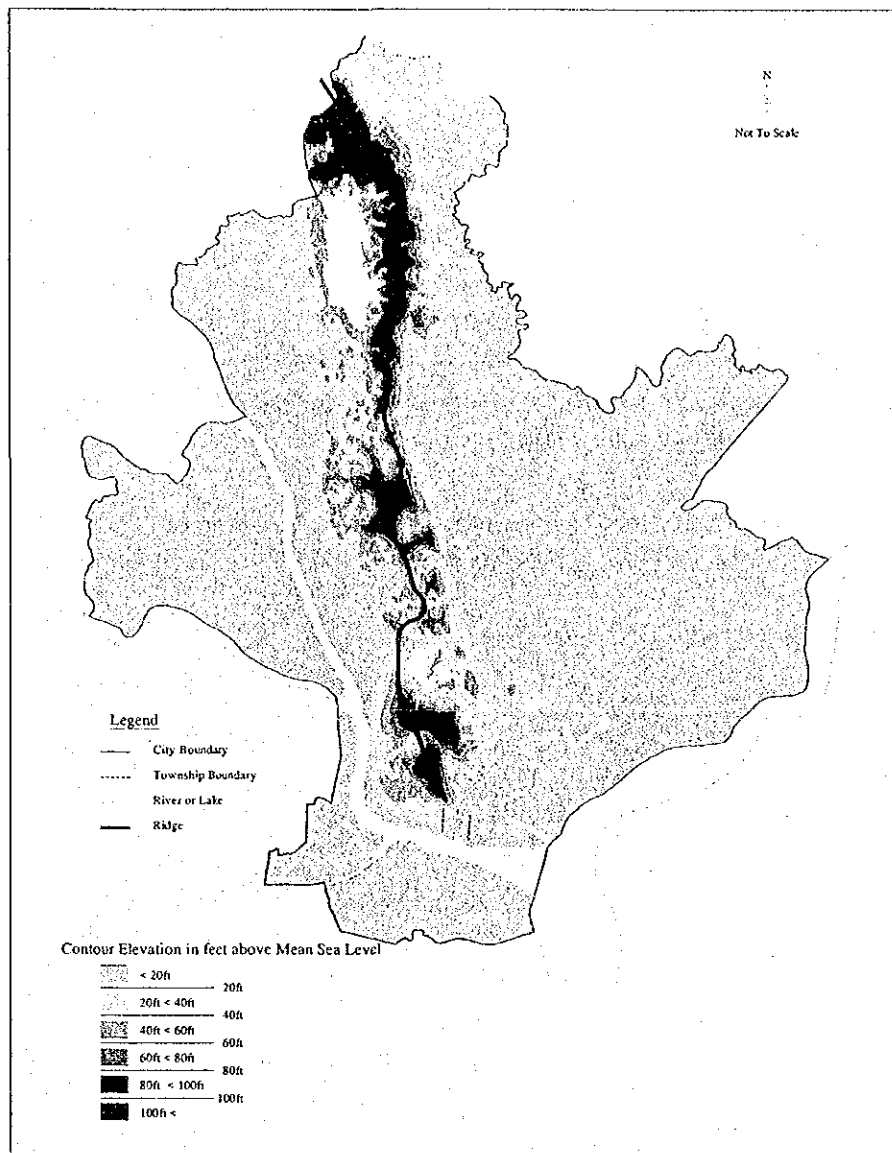 N
Not To Scale
Legend
City Boundary
Township Boundary
River or Lake
Ridge
Contour Elevation in feet above Mean Sea Level
< 20ft
20ft
20ft < 40ft
40ft
40ft < 60ft
60ft
60ft < 80ft
80ft
80ft < 100ft
100ft
100ft <